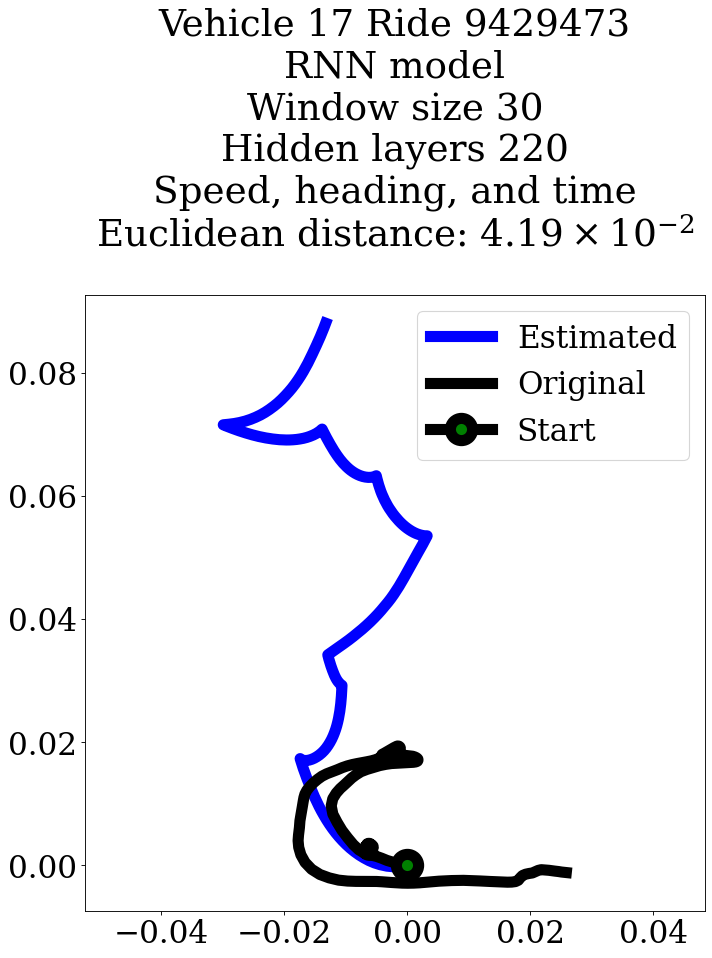 Vehicle 17 Ride 9429473
RNN model
Window size 30
Hidden layers 220
Speed, heading, and time
Euclidean distance: 4.19 × 10⁻²
Estimated
Original
Start
0.08
0.06
0.04
0.02
0.00
−0.04 −0.02 0.00 0.02 0.04